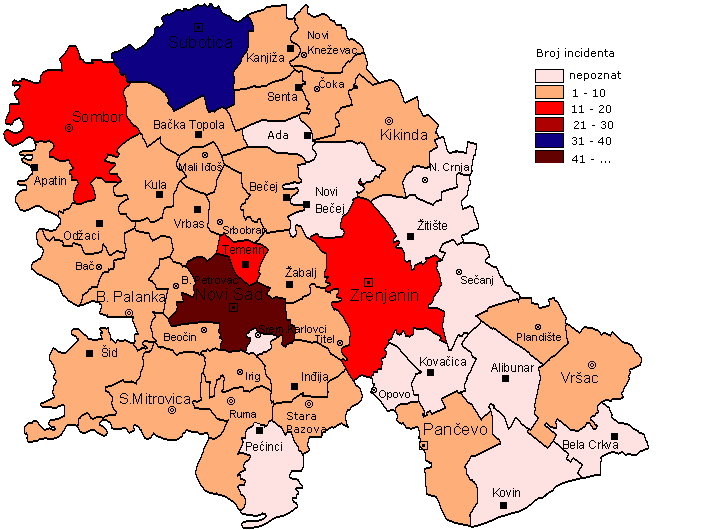 Subotica
Kanjiža
Novi
Kneževac
Broj incidenta
nepoznat
1 - 10
11 - 20
21 - 30
31 - 40
41 - ...
Sombor
Senta
Čoka
Bačka Topola
Ada
Kikinda
Apatin
Mali Iđoš
N. Crnja
Kula
Bečej
Novi
Bečej
Vrbas
Srbobran
Žitište
Odžaci
Temerin
Bač
Žabalj
Sečanj
B. Petrovac
B. Palanka
Novi Sad
Zrenjanin
Beočin
Srem. Karlovci
Titel
Plandište
Šid
Kovačica
Alibunar
Vršac
Irig
Inđija
Opovo
S.Mitrovica
Ruma
Stara
Pazova
Pančevo
Pećinci
Bela Crkva
Kovin